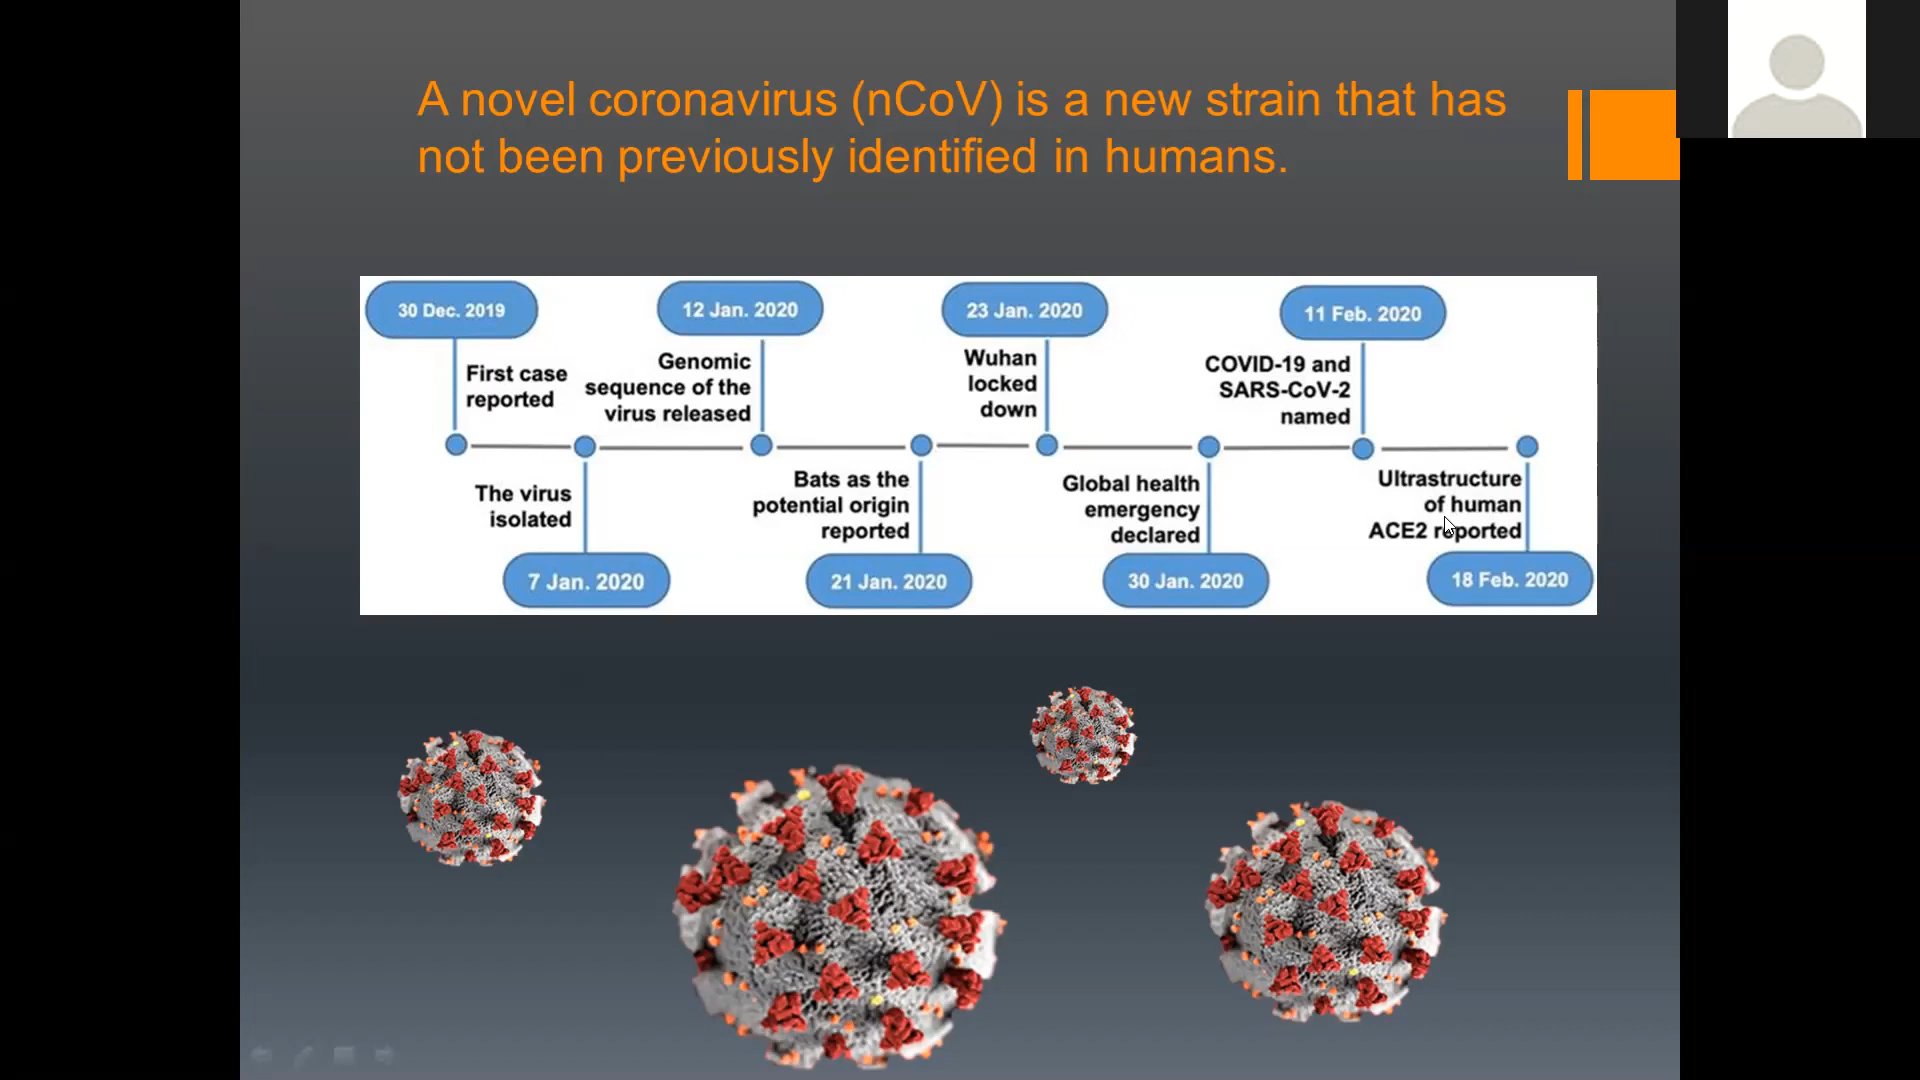 A novel coronavirus (nCoV) is a new strain that has
not been previously identified in humans.
30 Dec. 2019
First case
reported
7 Jan. 2020
The virus
isolated
12 Jan. 2020
Genomic
sequence of the
virus released
21 Jan. 2020
Bats as the
potential origin
reported
23 Jan. 2020
Wuhan
locked
down
30 Jan. 2020
Global health
emergency
declared
11 Feb. 2020
COVID-19 and
SARS-CoV-2
named
18 Feb. 2020
Ultrastructure
of human
ACE2 reported